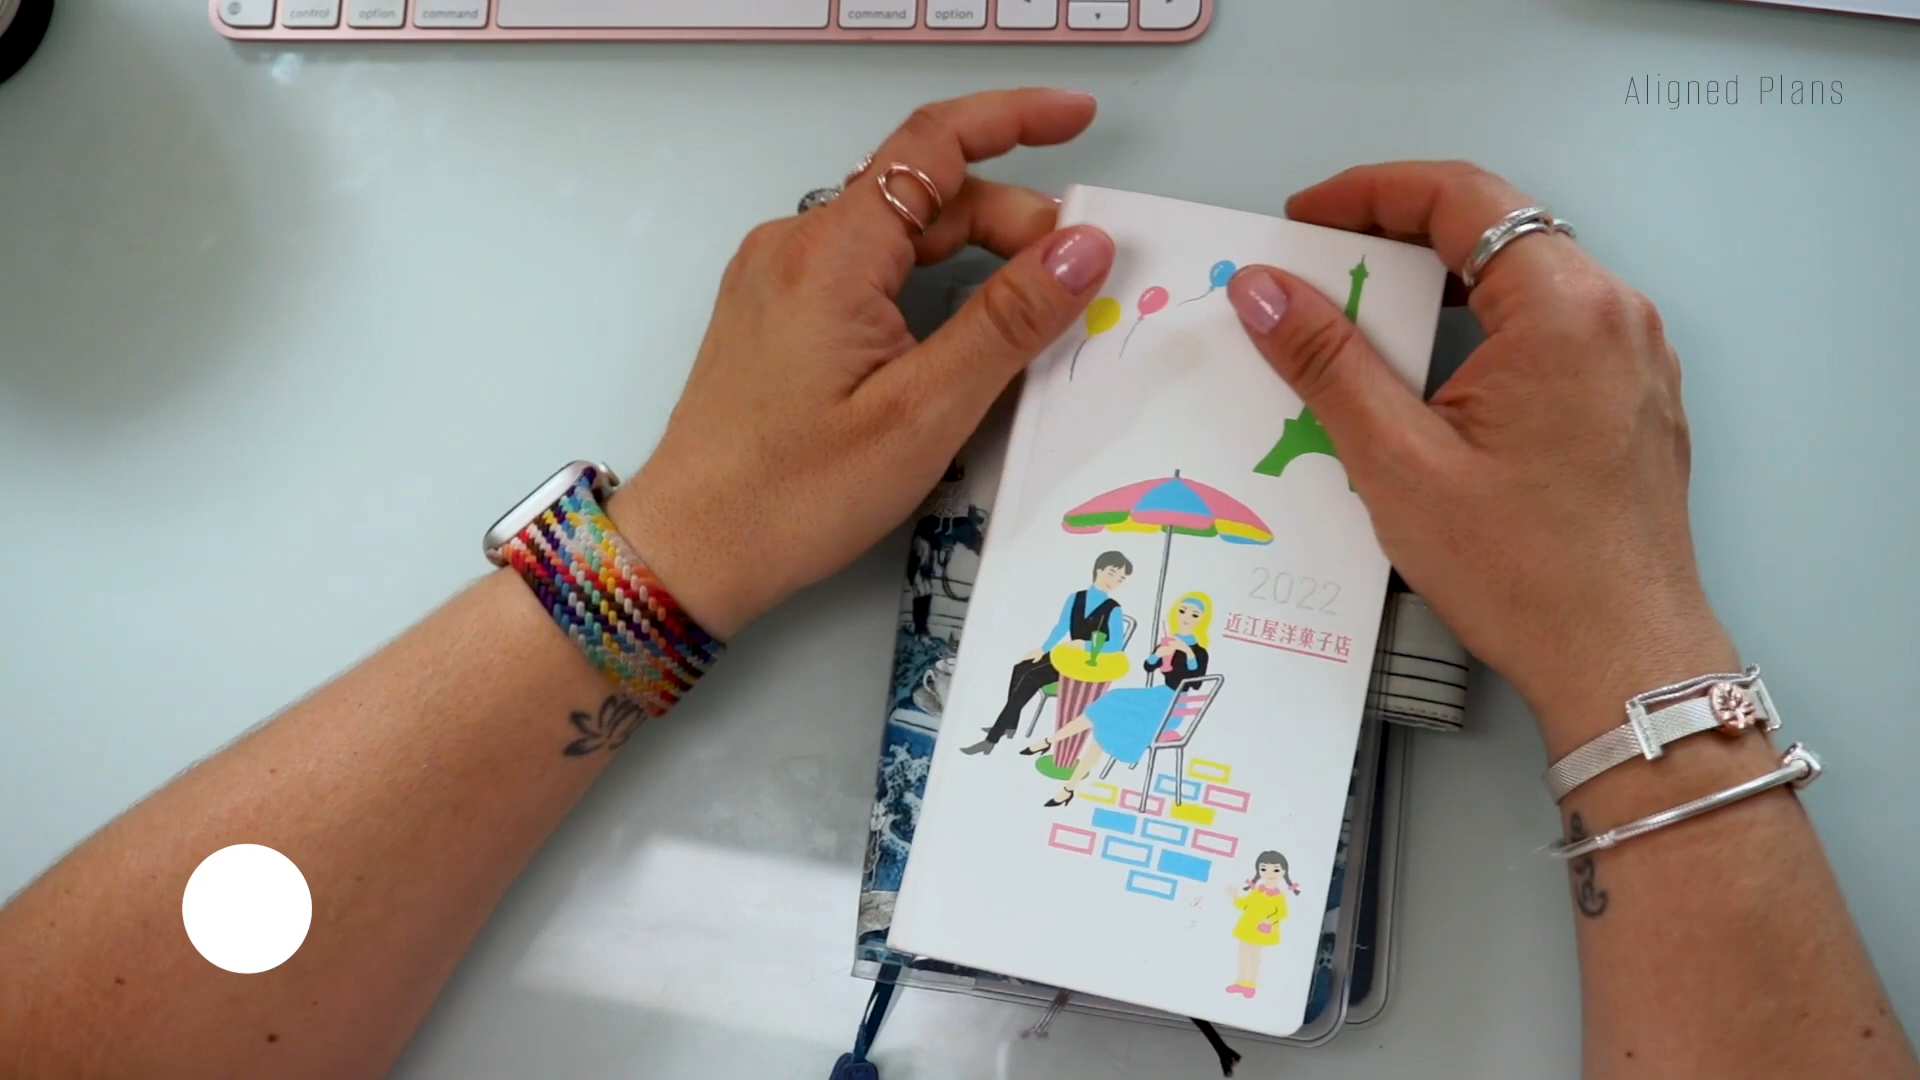 control option command command option
Aligned Plans
2022
近江屋洋菓子店